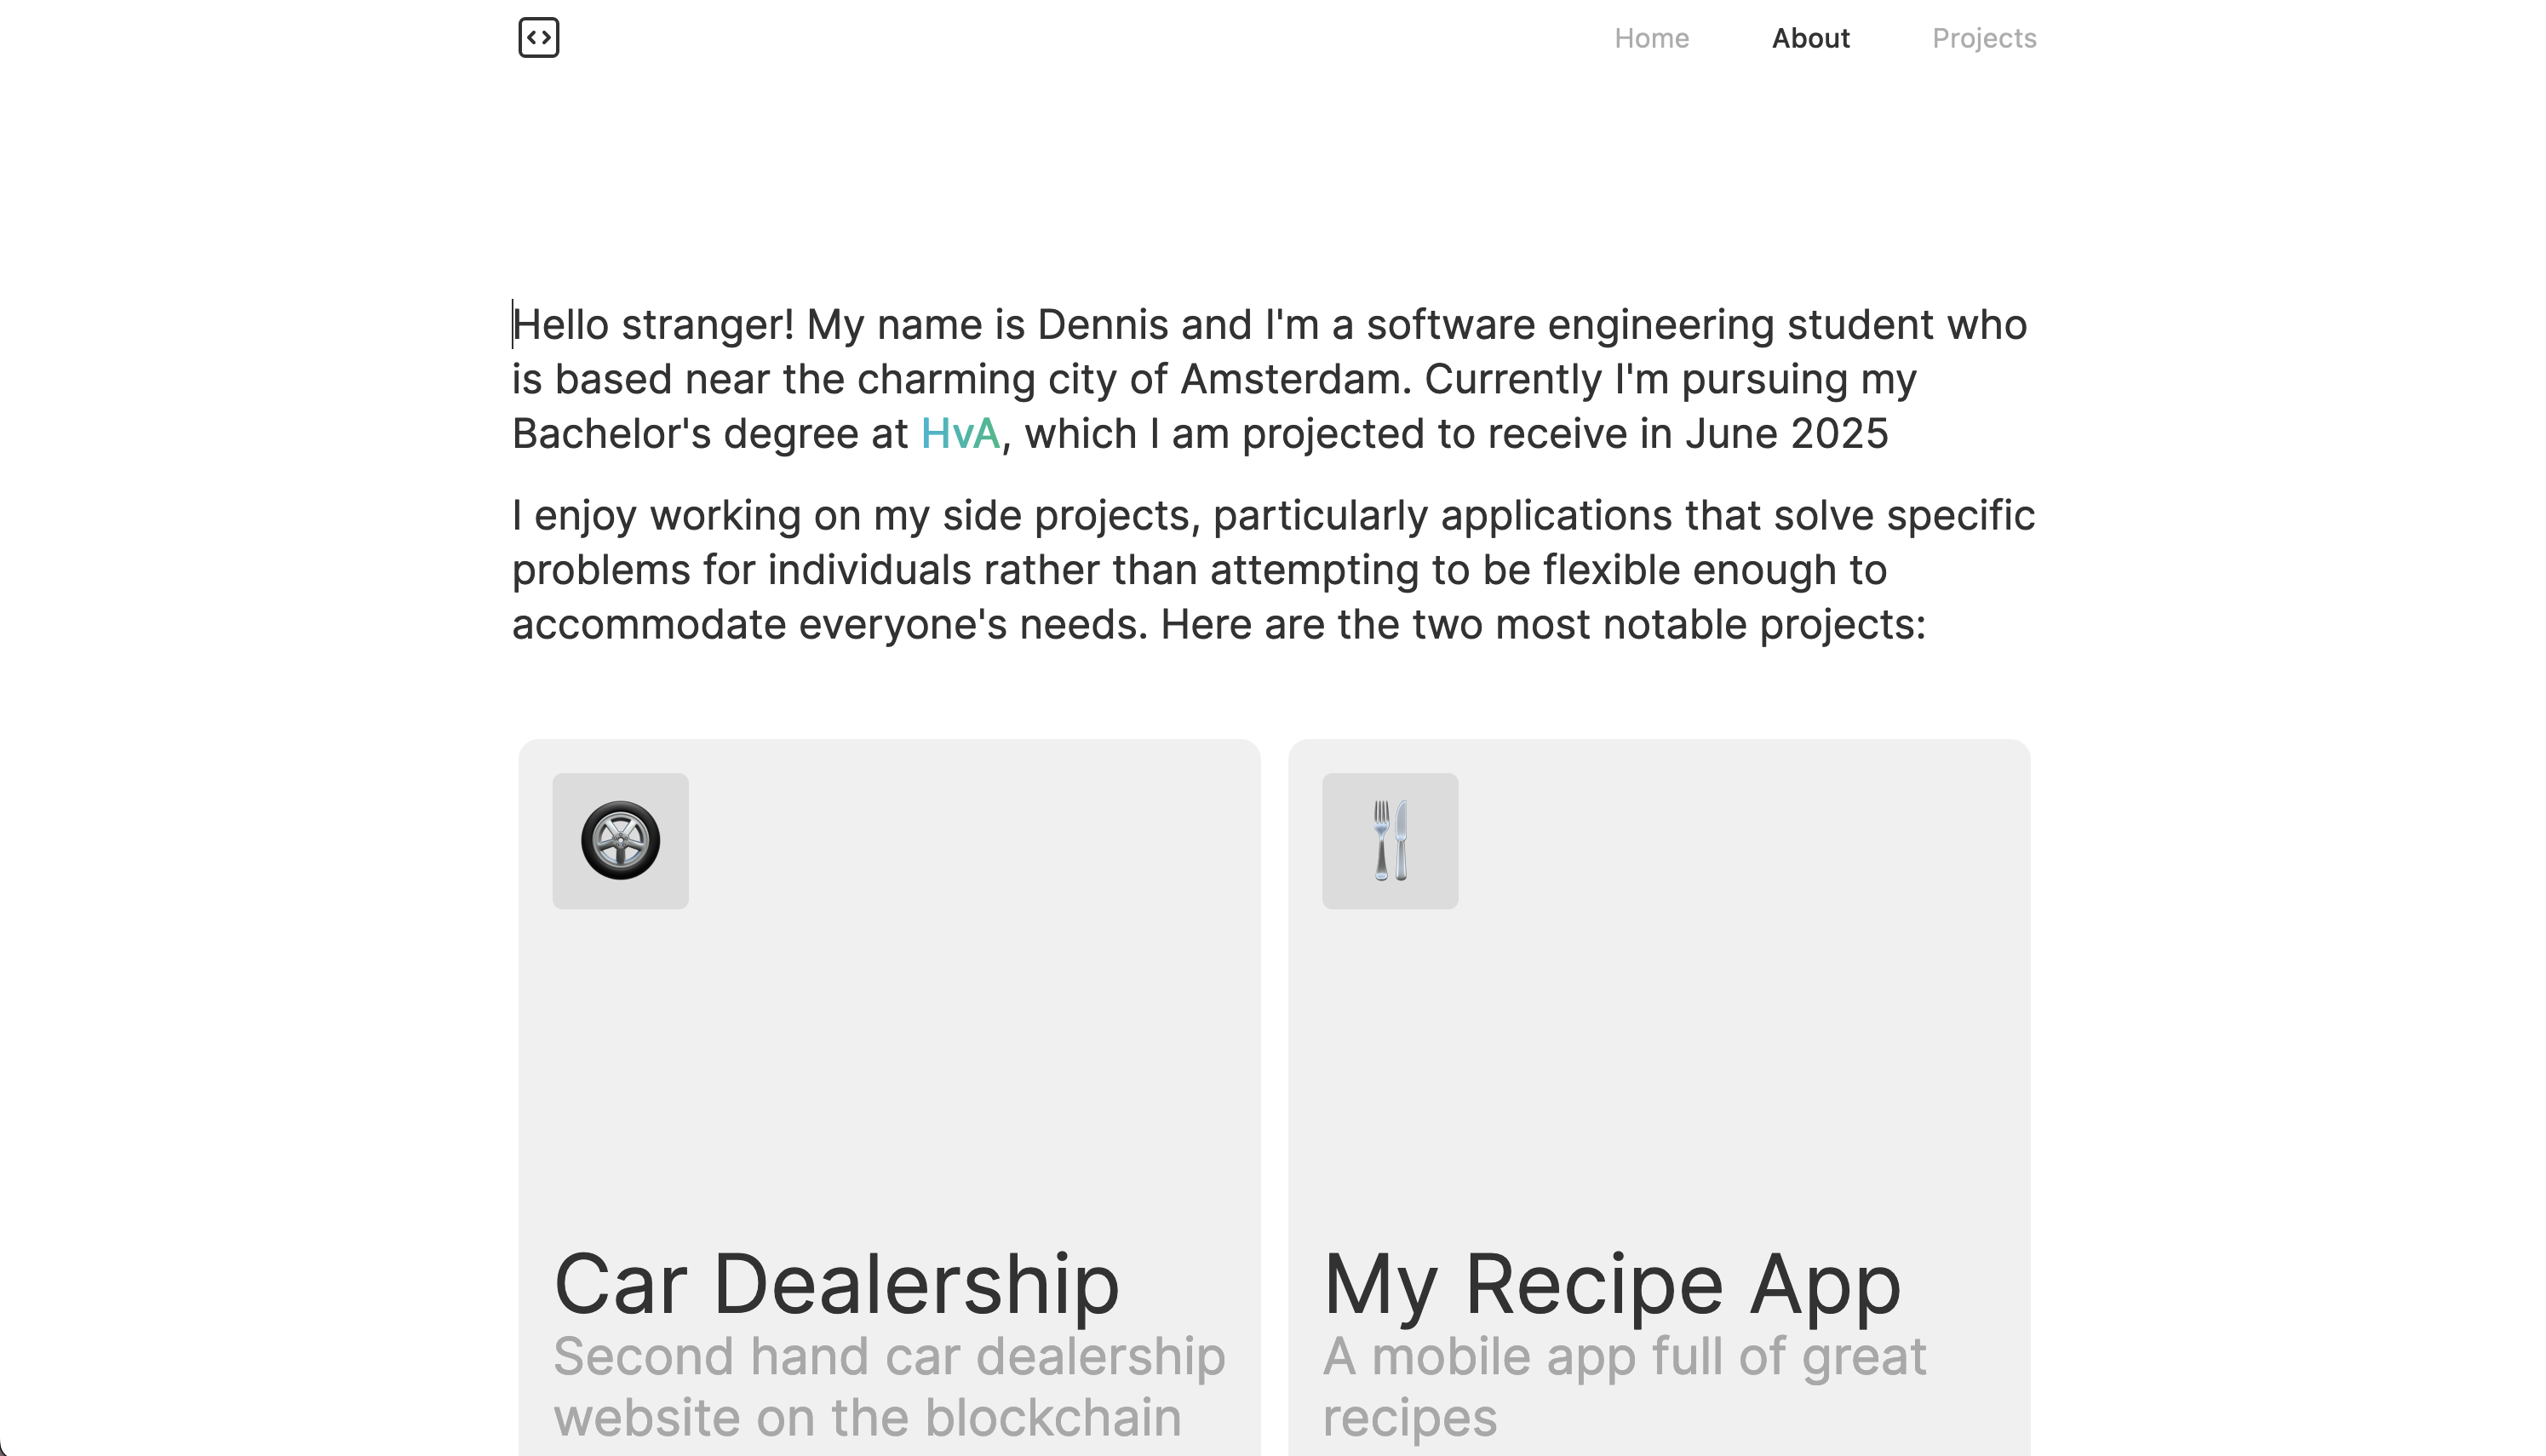 Home About Projects
Hello stranger! My name is Dennis and I'm a software engineering student who
is based near the charming city of Amsterdam. Currently I'm pursuing my
Bachelor's degree at HvA, which I am projected to receive in June 2025
I enjoy working on my side projects, particularly applications that solve specific
problems for individuals rather than attempting to be flexible enough to
accommodate everyone's needs. Here are the two most notable projects:
Car Dealership
Second hand car dealership
website on the blockchain
My Recipe App
A mobile app full of great
recipes